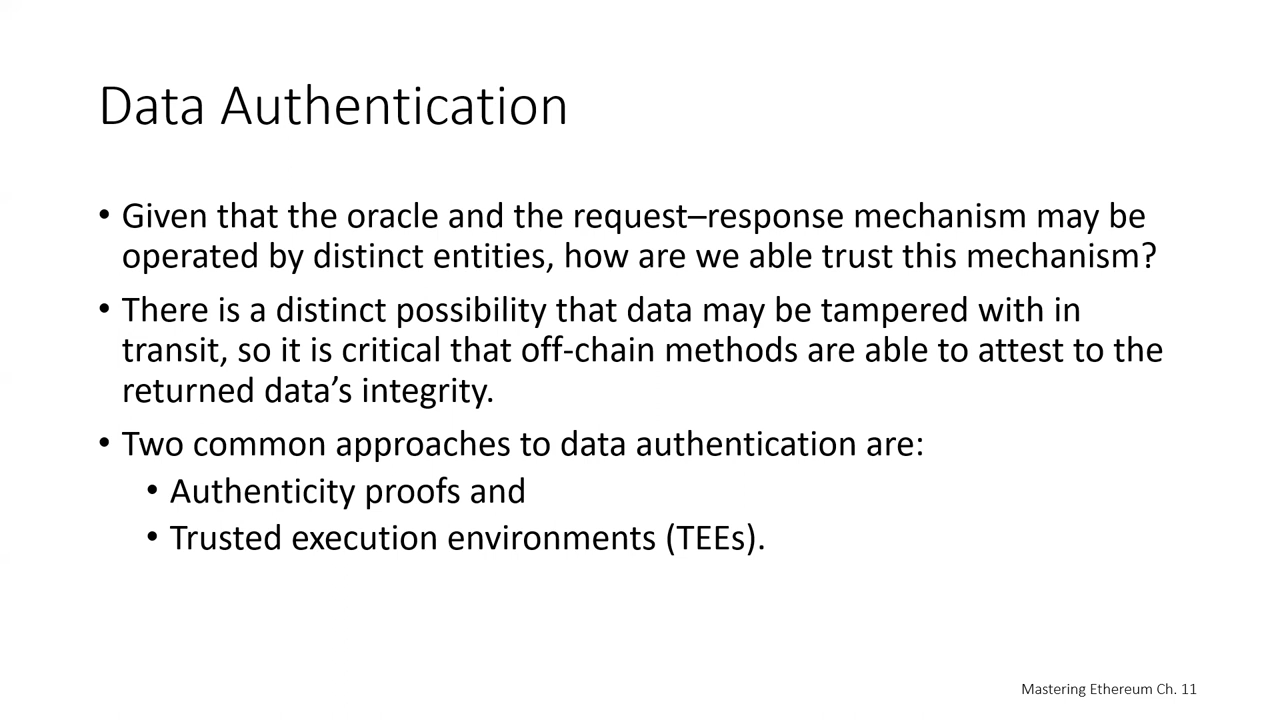 Data Authentication
• Given that the oracle and the request–response mechanism may be
operated by distinct entities, how are we able trust this mechanism?
• There is a distinct possibility that data may be tampered with in
transit, so it is critical that off-chain methods are able to attest to the
returned data’s integrity.
• Two common approaches to data authentication are:
• Authenticity proofs and
• Trusted execution environments (TEEs).
Mastering Ethereum Ch. 11